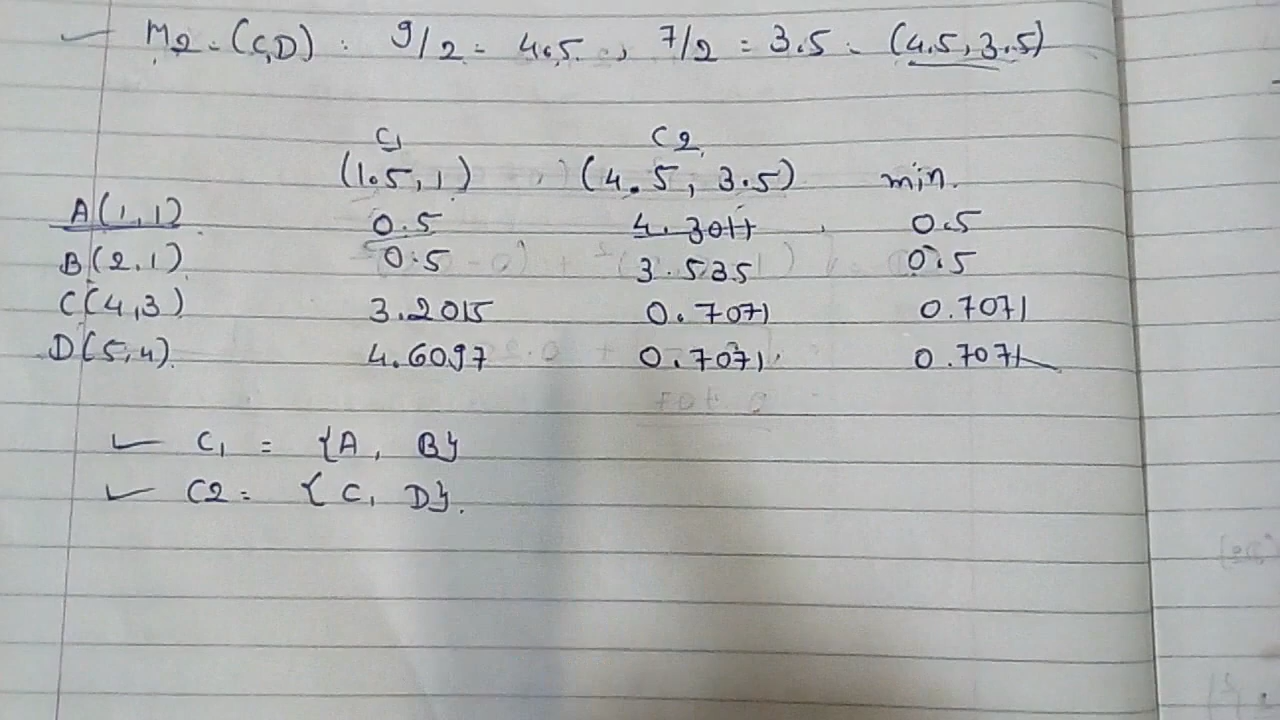 M2 = (C,D) : 9/2 = 4.5 , 7/2 = 3.5 = (4.5, 3.5)
C1 C2
(1.5, 1) (4.5, 3.5) min.
A(1,1) 0.5 4.3011 0.5
B(2,1) 0.5 3.535 0.5
C(4,3) 3.2015 0.7071 0.7071
D(5,4) 4.6097 0.7071 0.7071
C1 = {A, B}
C2 = {C, D}.